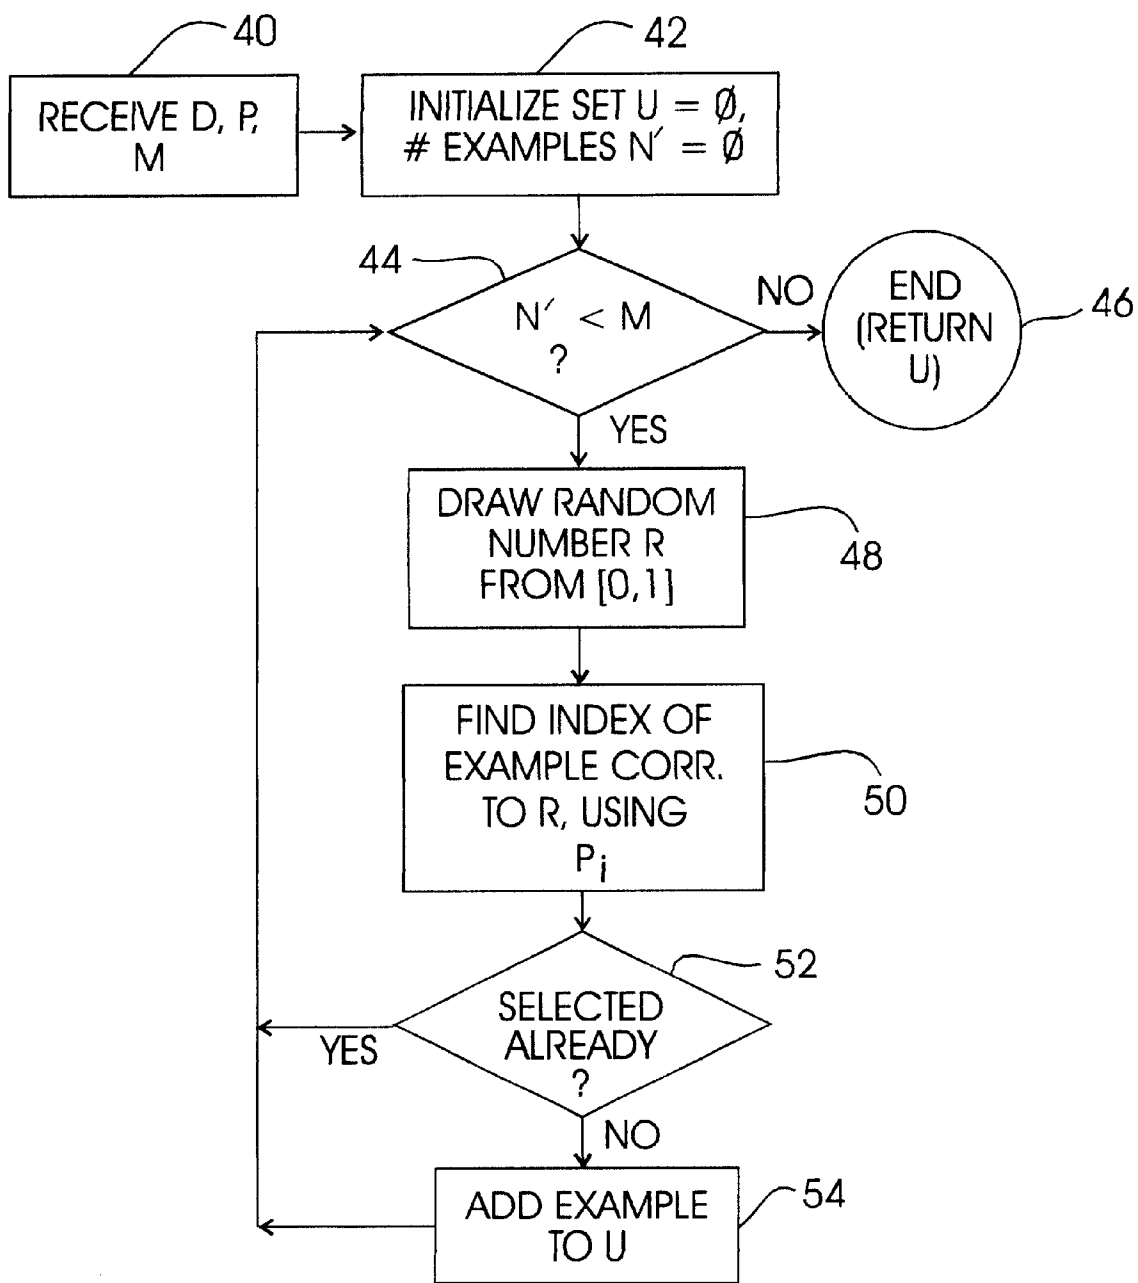 40
RECEIVE D, P,
M
42
INITIALIZE SET U = Ø,
# EXAMPLES N′ = Ø
44
N′ < M
?
NO
END
(RETURN
U)
46
YES
DRAW RANDOM
NUMBER R
FROM [0,1]
48
FIND INDEX OF
EXAMPLE CORR.
TO R, USING
Pi
50
SELECTED
ALREADY
?
52
YES
NO
ADD EXAMPLE
TO U
54